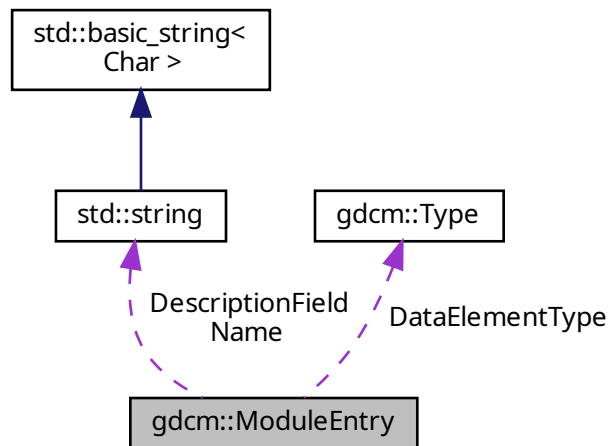 std::basic_string<
Char >
std::string
gdcm::Type
DescriptionField
Name
DataElementType
gdcm::ModuleEntry